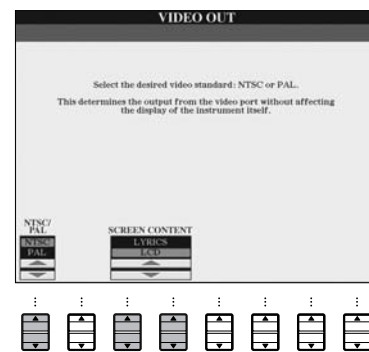 VIDEO OUT
Select the desired video standard: NTSC or PAL.
This determines the output from the video port without affecting
the display of the instrument itself.
NTSC/
PAL
NTSC
PAL
SCREEN CONTENT
LYRICS
LCD